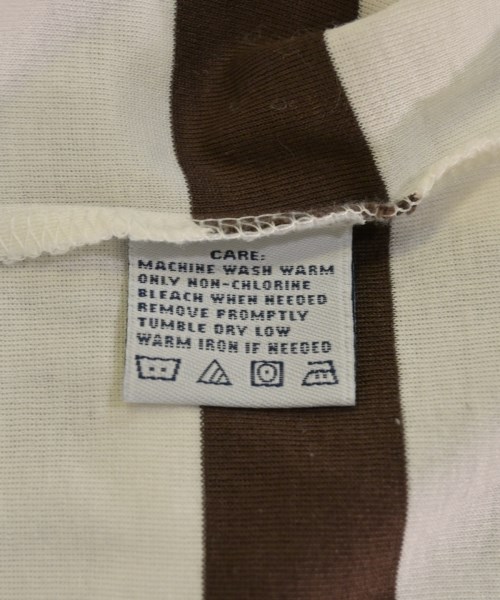 CARE:
MACHINE WASH WARM
ONLY NON-CHLORINE
BLEACH WHEN NEEDED
REMOVE PROMPTLY
TUMBLE DRY LOW
WARM IRON IF NEEDED